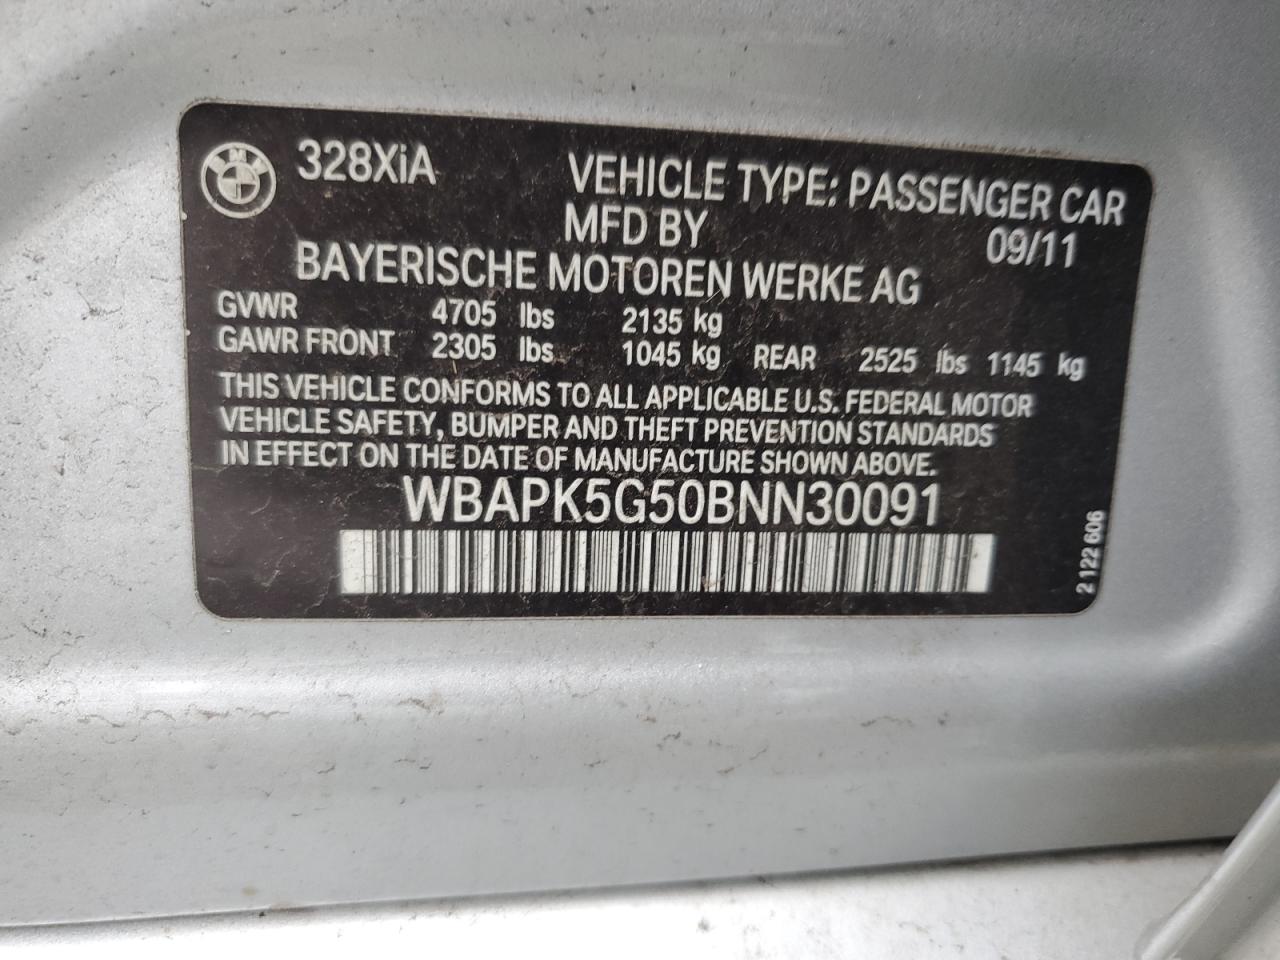 BMW 328XiA VEHICLE TYPE: PASSENGER CAR
MFD BY 09/11
BAYERISCHE MOTOREN WERKE AG
GVWR 4705 lbs 2135 kg
GAWR FRONT 2305 lbs 1045 kg REAR 2525 lbs 1145 kg
THIS VEHICLE CONFORMS TO ALL APPLICABLE U.S. FEDERAL MOTOR
VEHICLE SAFETY, BUMPER AND THEFT PREVENTION STANDARDS
IN EFFECT ON THE DATE OF MANUFACTURE SHOWN ABOVE.
WBAPK5G50BNN30091
2 122 606